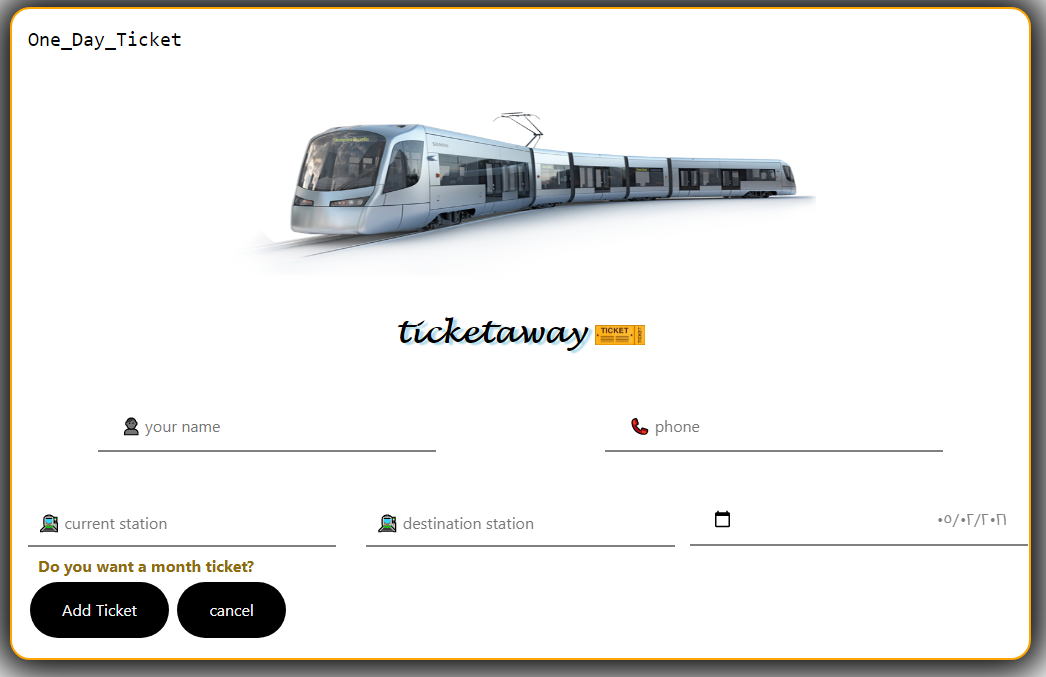 One_Day_Ticket
ticketaway
TICKET
your name
phone
current station
destination station
٠٥/٠٢/٢٠٢١
Do you want a month ticket?
Add Ticket
cancel